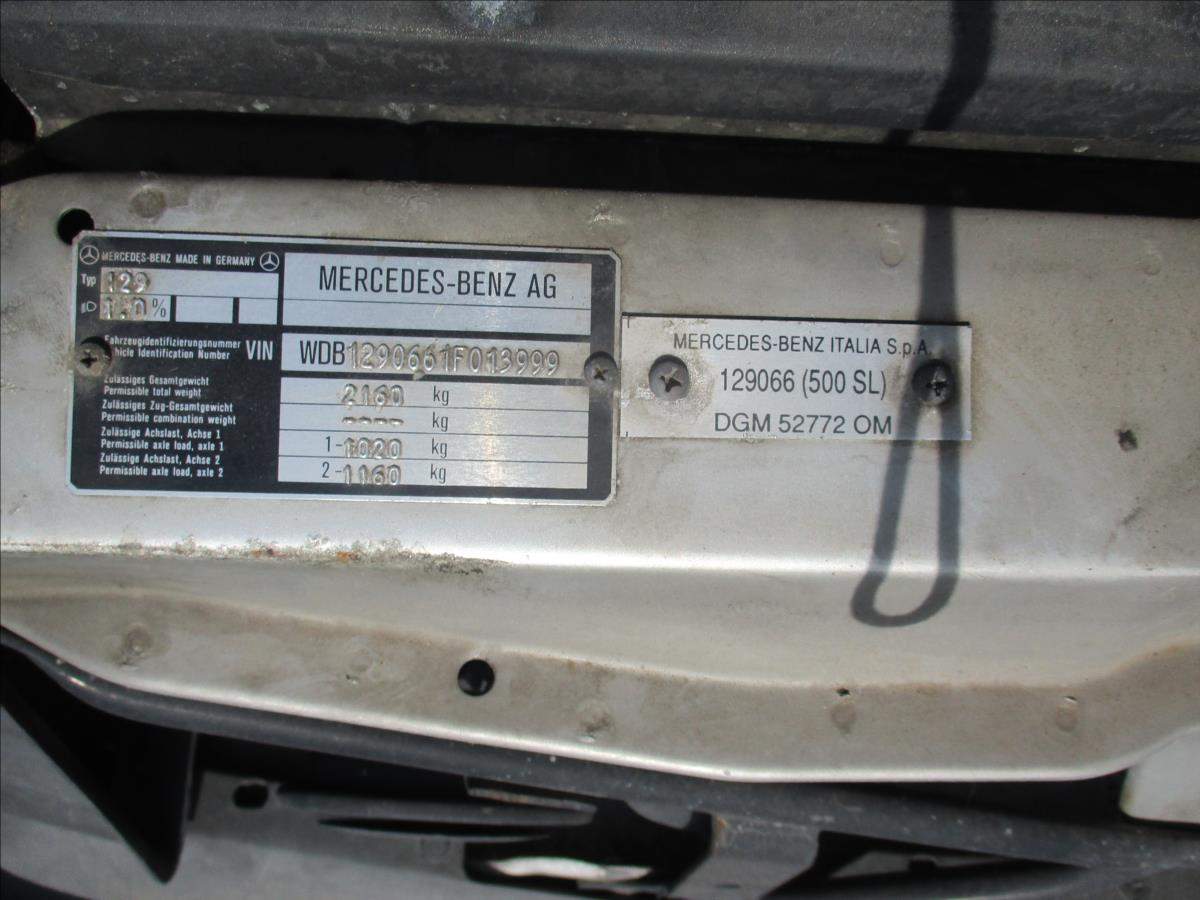 MERCEDES-BENZ MADE IN GERMANY
Typ 129
%
MERCEDES-BENZ AG
Fahrzeugidentifizierungsnummer
Vehicle Identification Number VIN WDB1290661F013999
Zulässiges Gesamtgewicht
Permissible total weight 2160 kg
Zulässiges Zug-Gesamtgewicht
Permissible combination weight ---- kg
Zulässige Achslast, Achse 1
Permissible axle load, axle 1 1-1020 kg
Zulässige Achslast, Achse 2
Permissible axle load, axle 2 2-1160 kg
MERCEDES-BENZ ITALIA S.p.A.
129066 (500 SL)
DGM 52772 OM